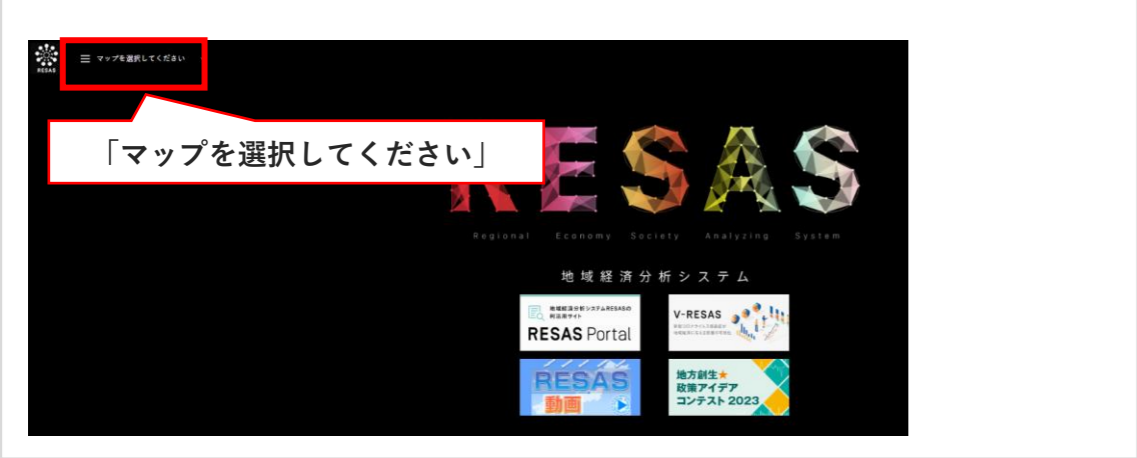 RESAS
マップを選択してください
「マップを選択してください」
RESAS
Regional Economy Society Analyzing System
地域経済分析システム
地域経済分析システムRESASの
利活用サイト
RESAS Portal
V-RESAS
RESAS
動画
地方創生★
政策アイデア
コンテスト 2023